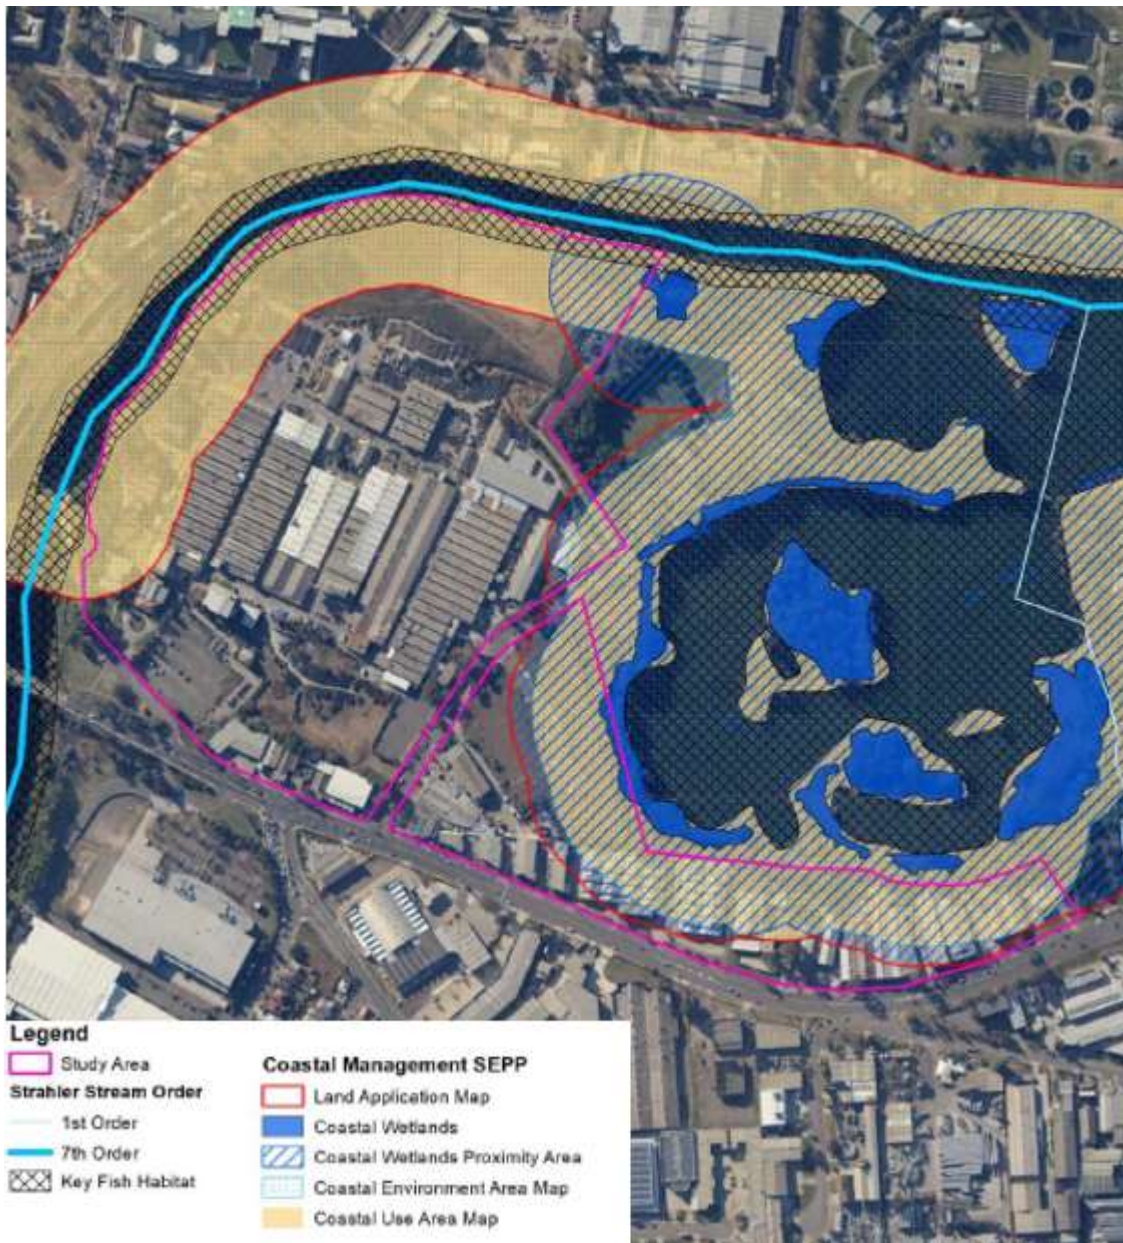 Legend
Study Area
Strahler Stream Order
1st Order
7th Order
Key Fish Habitat
Coastal Management SEPP
Land Application Map
Coastal Wetlands
Coastal Wetlands Proximity Area
Coastal Environment Area Map
Coastal Use Area Map